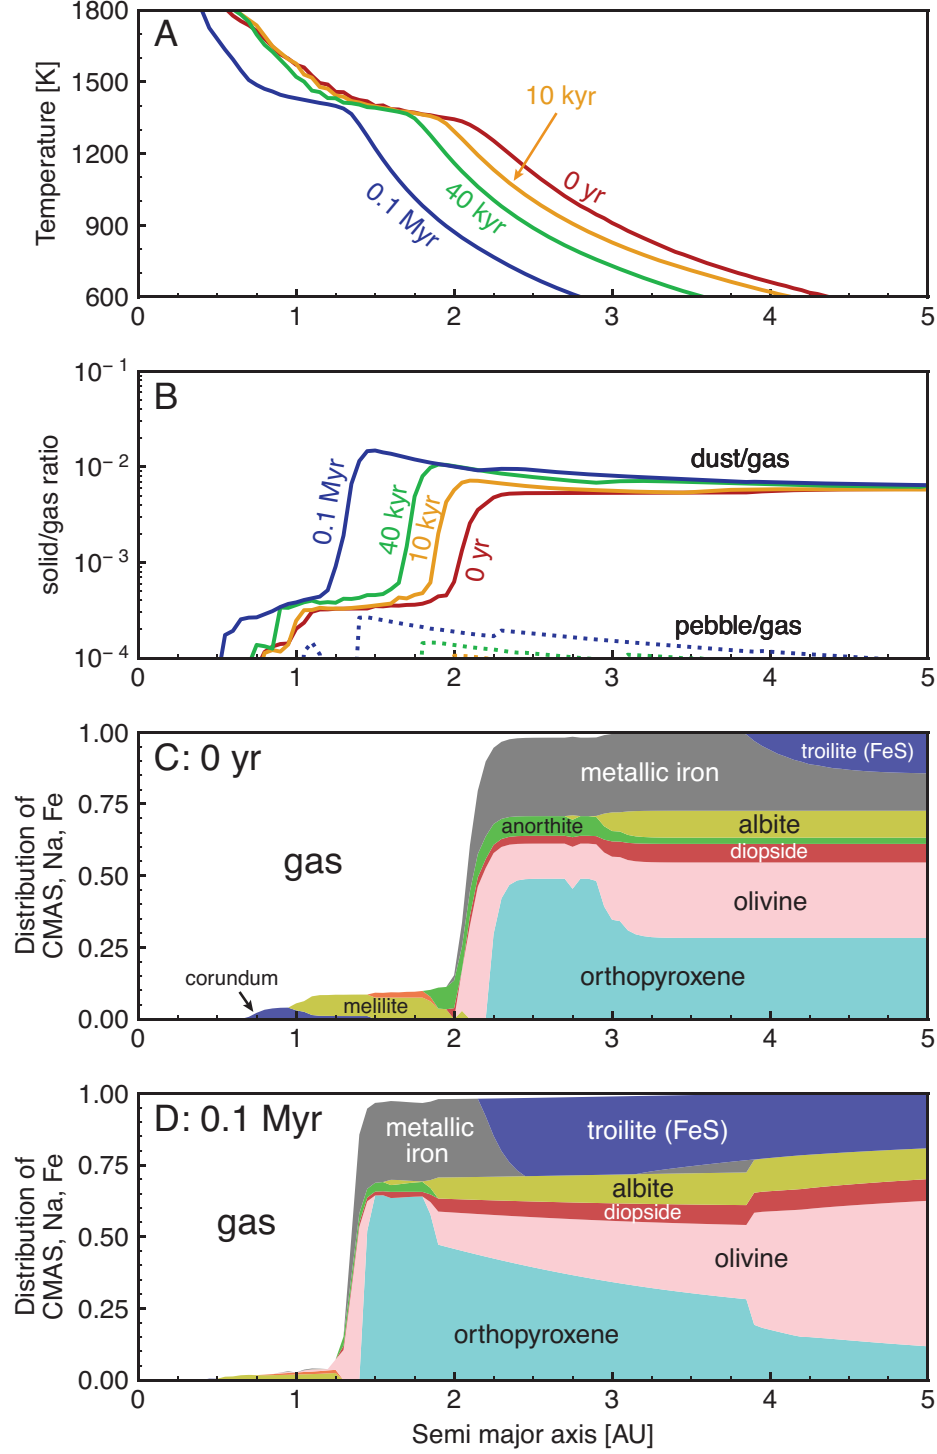 A
Temperature [K]
1800
1500
1200
900
600
10 kyr
0 yr
40 kyr
0.1 Myr
0 1 2 3 4 5
B
solid/gas ratio
10−1
10−2
10−3
10−4
dust/gas
0.1 Myr
40 kyr
10 kyr
0 yr
pebble/gas
0 1 2 3 4 5
C: 0 yr
Distribution of
CMAS, Na, Fe
1.00
0.75
0.50
0.25
0.00
troilite (FeS)
metallic iron
anorthite
albite
diopside
gas
olivine
orthopyroxene
corundum
melilite
0 1 2 3 4 5
D: 0.1 Myr
Distribution of
CMAS, Na, Fe
1.00
0.75
0.50
0.25
0.00
metallic
iron
troilite (FeS)
albite
diopside
gas
olivine
orthopyroxene
0 1 2 3 4 5
Semi major axis [AU]